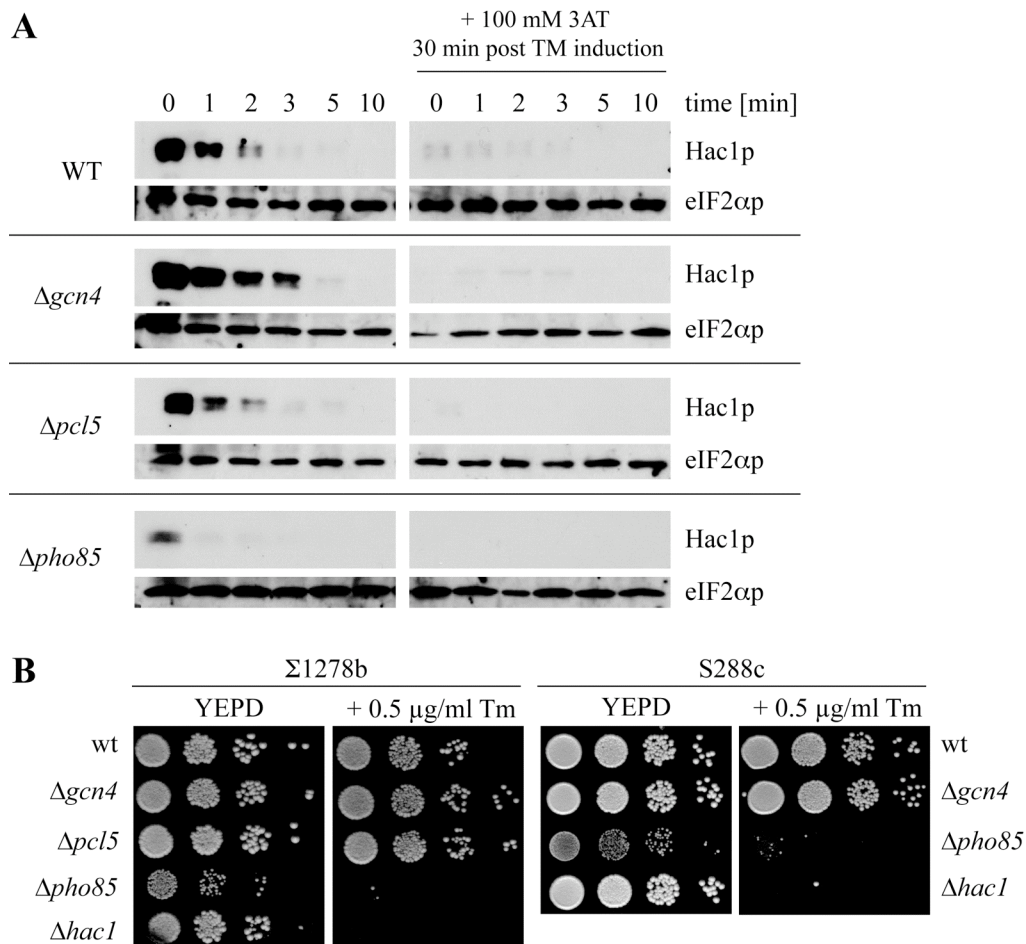 A
+ 100 mM 3AT
30 min post TM induction
0 1 2 3 5 10 0 1 2 3 5 10 time [min]
WT
Hac1p
eIF2αp
Δgcn4
Hac1p
eIF2αp
Δpcl5
Hac1p
eIF2αp
Δpho85
Hac1p
eIF2αp
B
Σ1278b S288c
YEPD + 0.5 µg/ml Tm YEPD + 0.5 µg/ml Tm
wt wt
Δgcn4 Δgcn4
Δpcl5 Δpho85
Δpho85 Δhac1
Δhac1